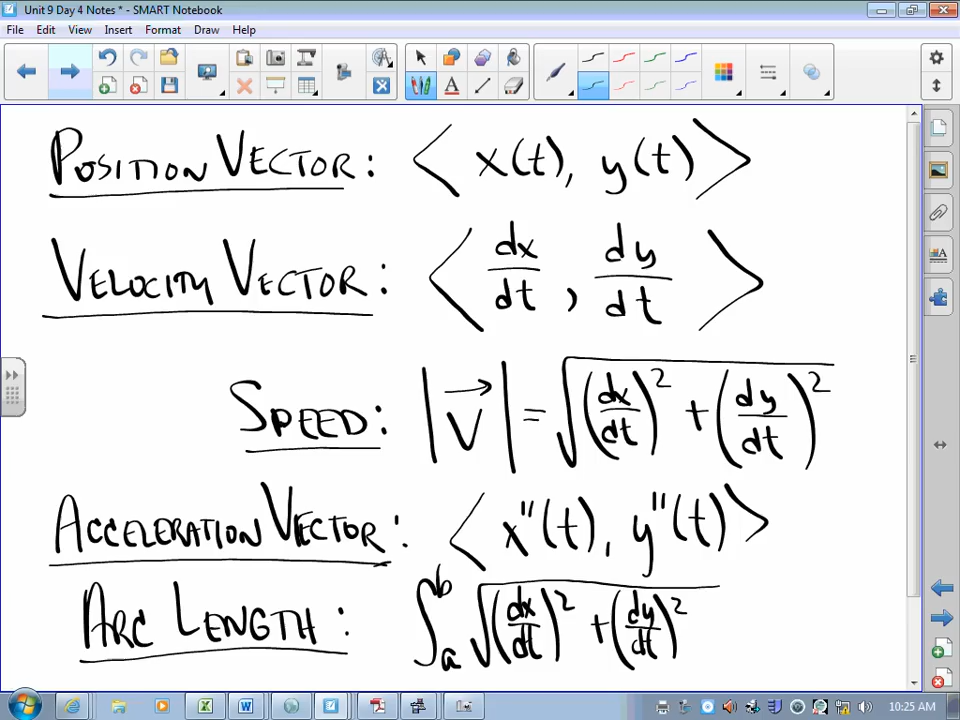 Unit 9 Day 4 Notes * - SMART Notebook
File Edit View Insert Format Draw Help
POSITION VECTOR: < x(t), y(t) >
VELOCITY VECTOR: < dx/dt, dy/dt >
SPEED: |V⃗| = √((dx/dt)² + (dy/dt)²)
ACCELERATION VECTOR: < x"(t), y"(t) >
ARC LENGTH: ∫ₐᵇ √((dx/dt)² + (dy/dt)²)
10:25 AM